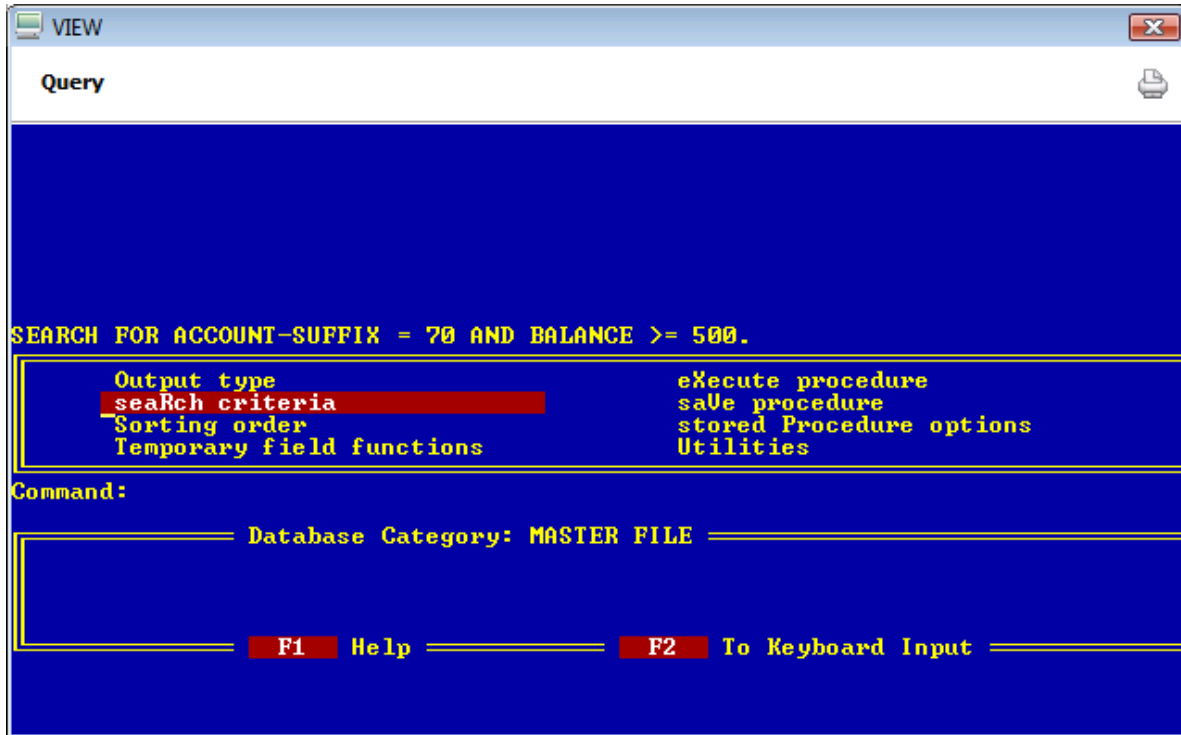 VIEW
Query
SEARCH FOR ACCOUNT-SUFFIX = 70 AND BALANCE >= 500.
Output type eXecute procedure
seaRch criteria saVe procedure
Sorting order stored Procedure options
Temporary field functions Utilities
Command:
Database Category: MASTER FILE
F1 Help F2 To Keyboard Input